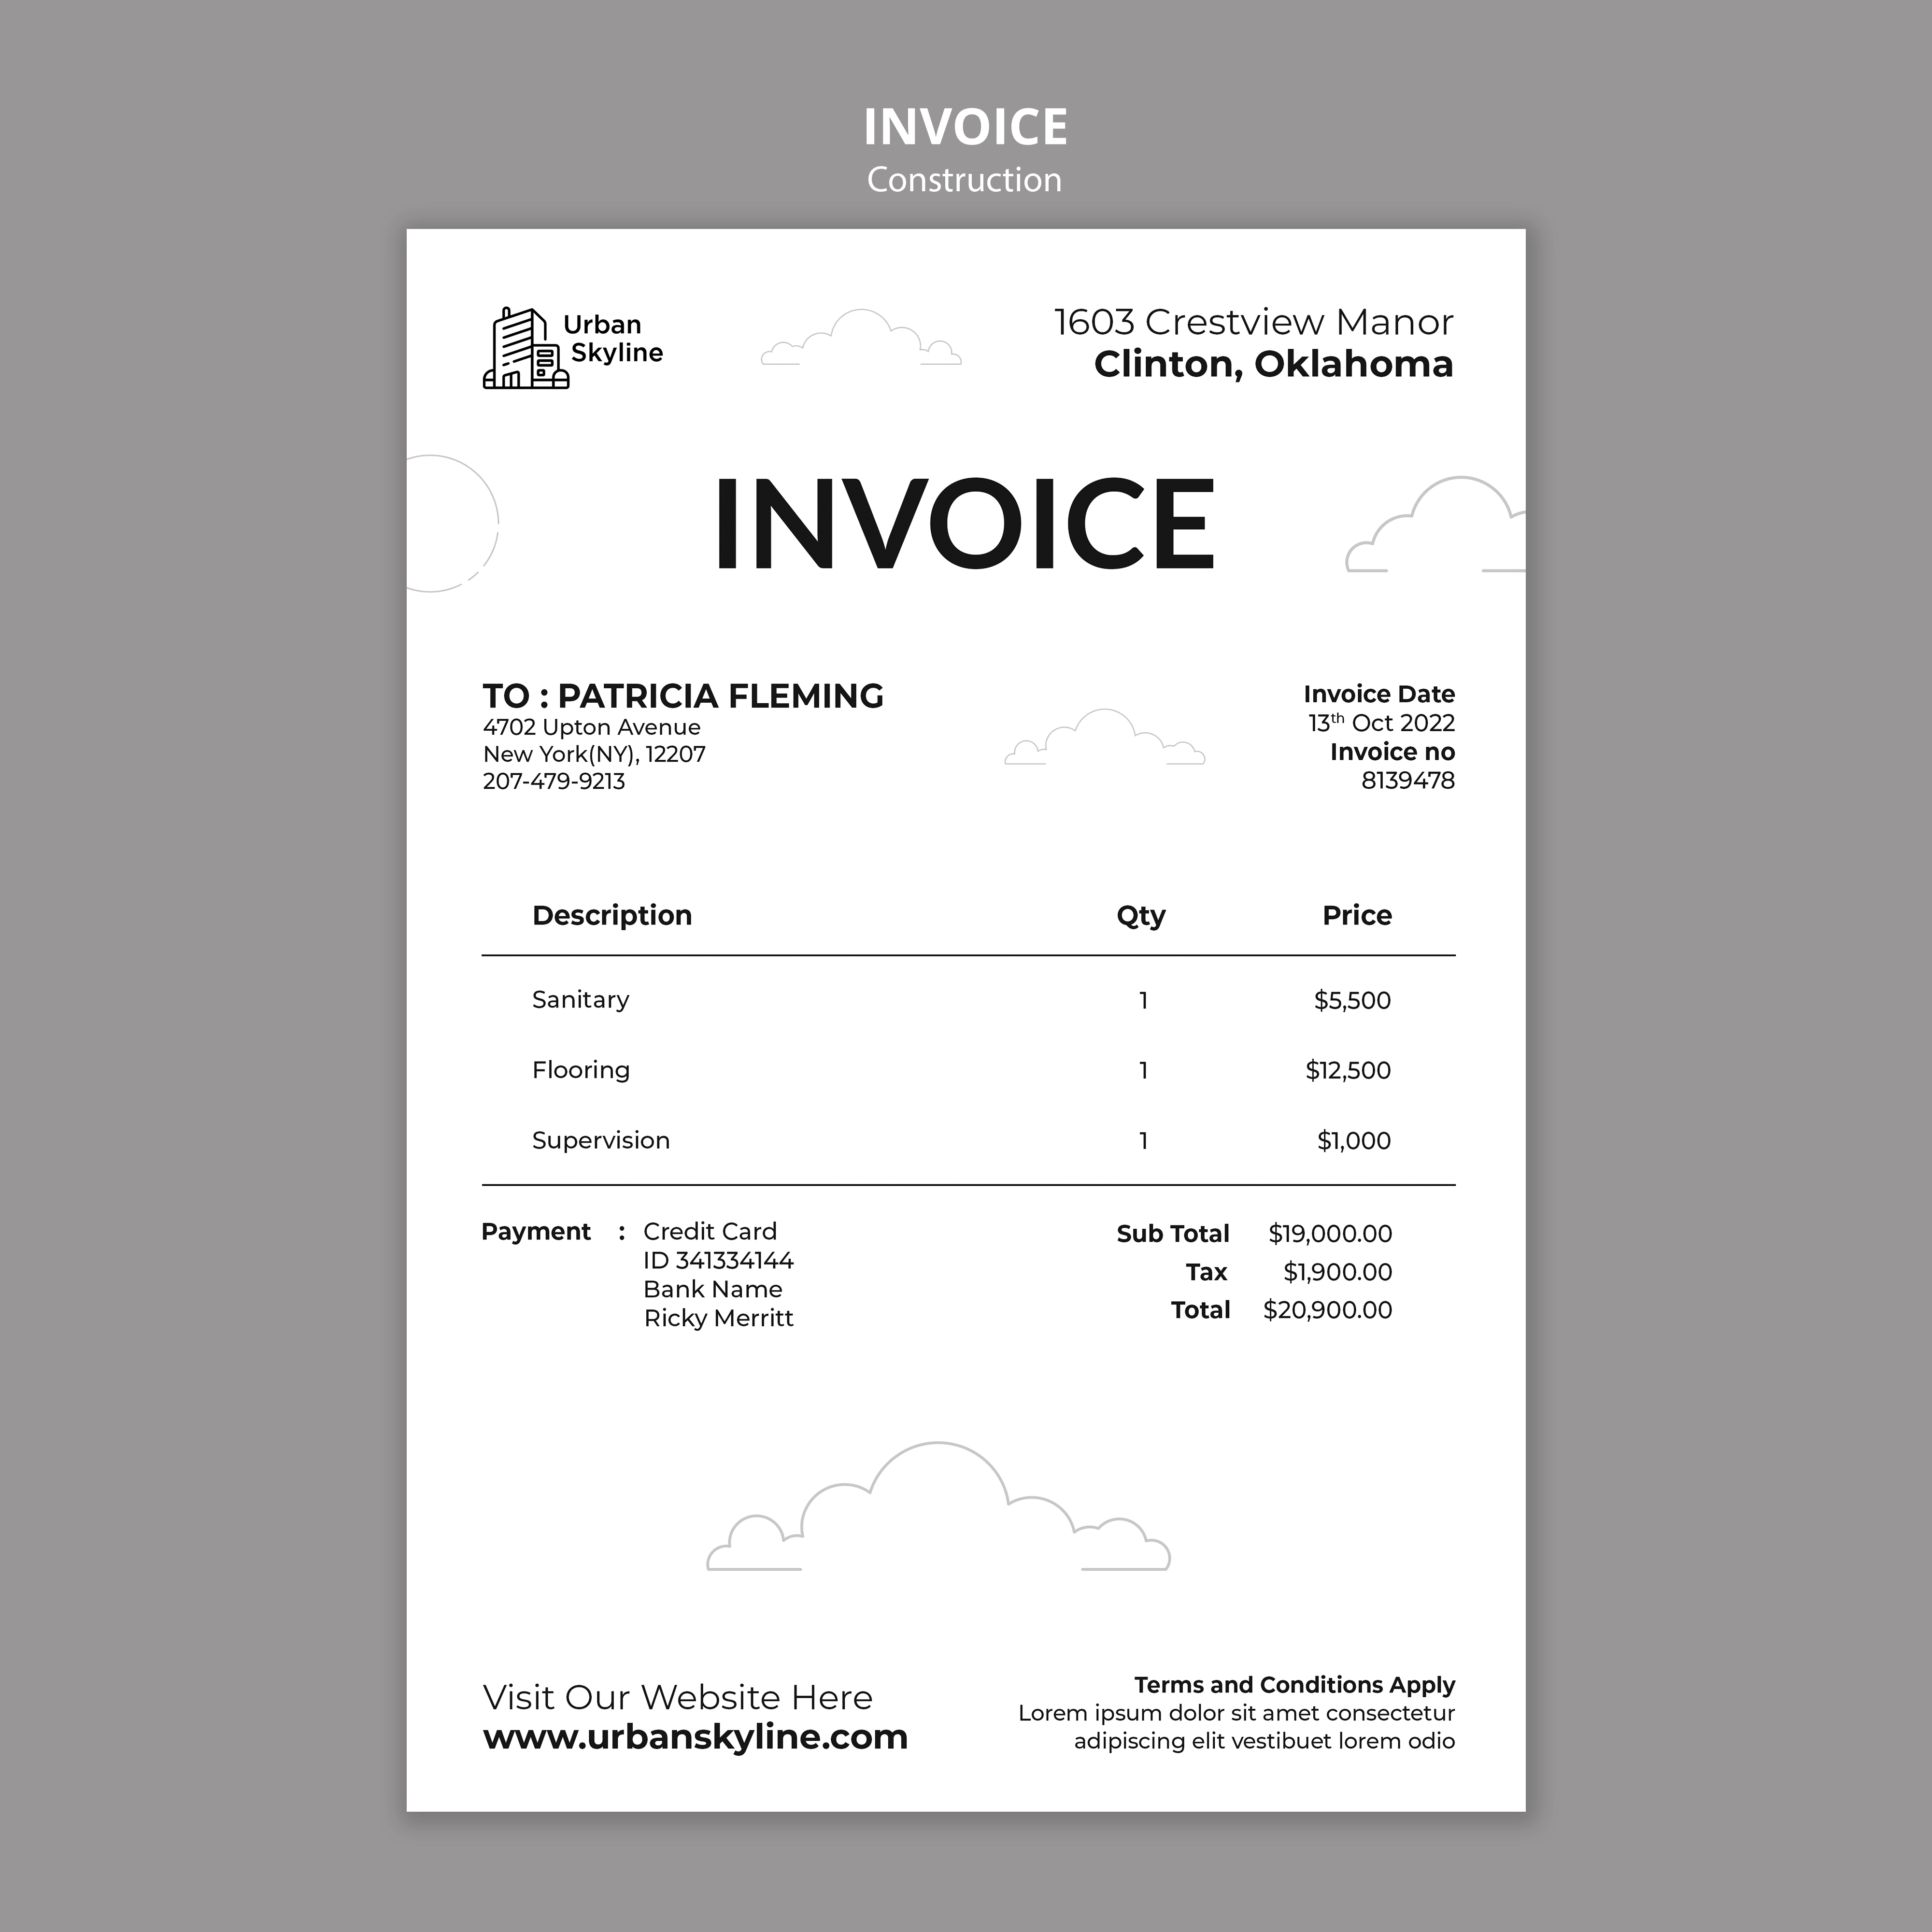 INVOICE
Construction
Urban
Skyline
1603 Crestview Manor
Clinton, Oklahoma
INVOICE
TO : PATRICIA FLEMING
4702 Upton Avenue
New York(NY), 12207
207-479-9213
Invoice Date
13th Oct 2022
Invoice no
8139478
Description Qty Price
Sanitary 1 $5,500
Flooring 1 $12,500
Supervision 1 $1,000
Payment : Credit Card
ID 341334144
Bank Name
Ricky Merritt
Sub Total $19,000.00
Tax $1,900.00
Total $20,900.00
Visit Our Website Here
www.urbanskyline.com
Terms and Conditions Apply
Lorem ipsum dolor sit amet consectetur
adipiscing elit vestibuet lorem odio